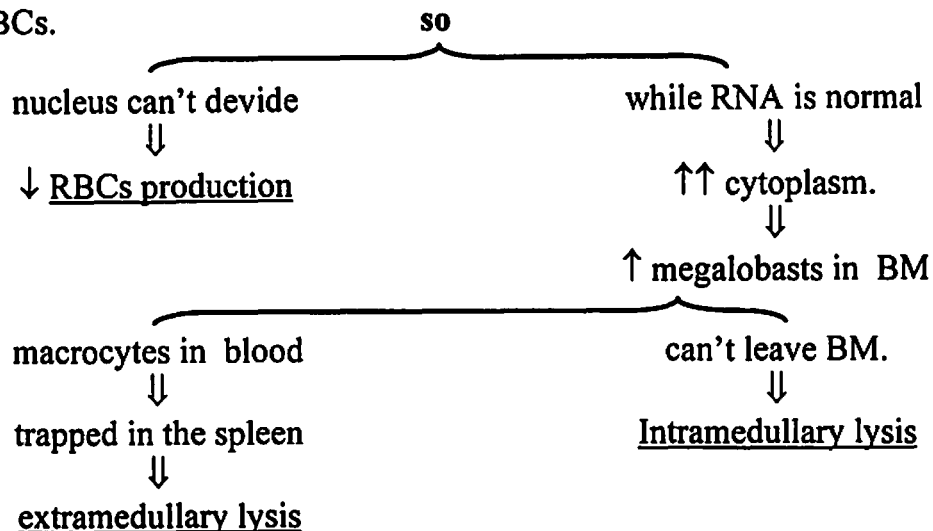 BCs.
so
nucleus can't devide
⇓
↓ RBCs production
while RNA is normal
⇓
↑↑ cytoplasm.
⇓
↑ megalobasts in BM
macrocytes in blood
⇓
trapped in the spleen
⇓
extramedullary lysis
can't leave BM.
⇓
Intramedullary lysis